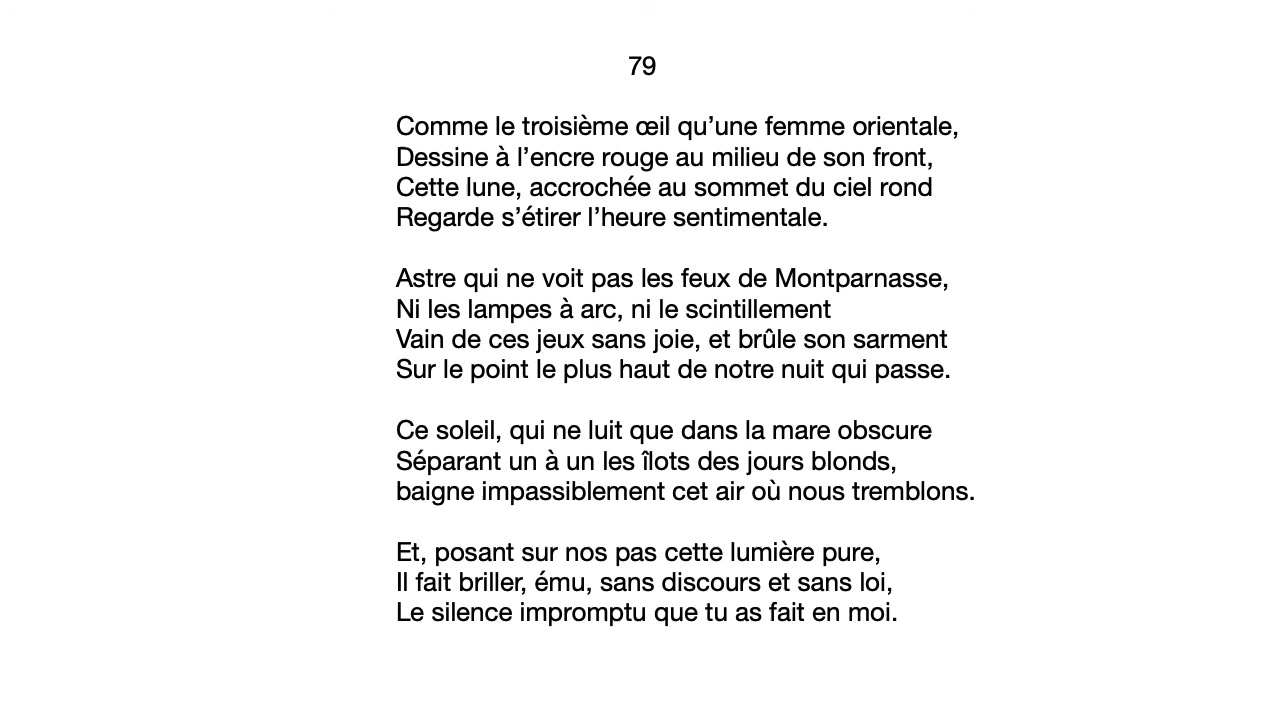 79
Comme le troisième œil qu’une femme orientale,
Dessine à l’encre rouge au milieu de son front,
Cette lune, accrochée au sommet du ciel rond
Regarde s’étirer l’heure sentimentale.
Astre qui ne voit pas les feux de Montparnasse,
Ni les lampes à arc, ni le scintillement
Vain de ces jeux sans joie, et brûle son sarment
Sur le point le plus haut de notre nuit qui passe.
Ce soleil, qui ne luit que dans la mare obscure
Séparant un à un les îlots des jours blonds,
baigne impassiblement cet air où nous tremblons.
Et, posant sur nos pas cette lumière pure,
Il fait briller, ému, sans discours et sans loi,
Le silence impromptu que tu as fait en moi.